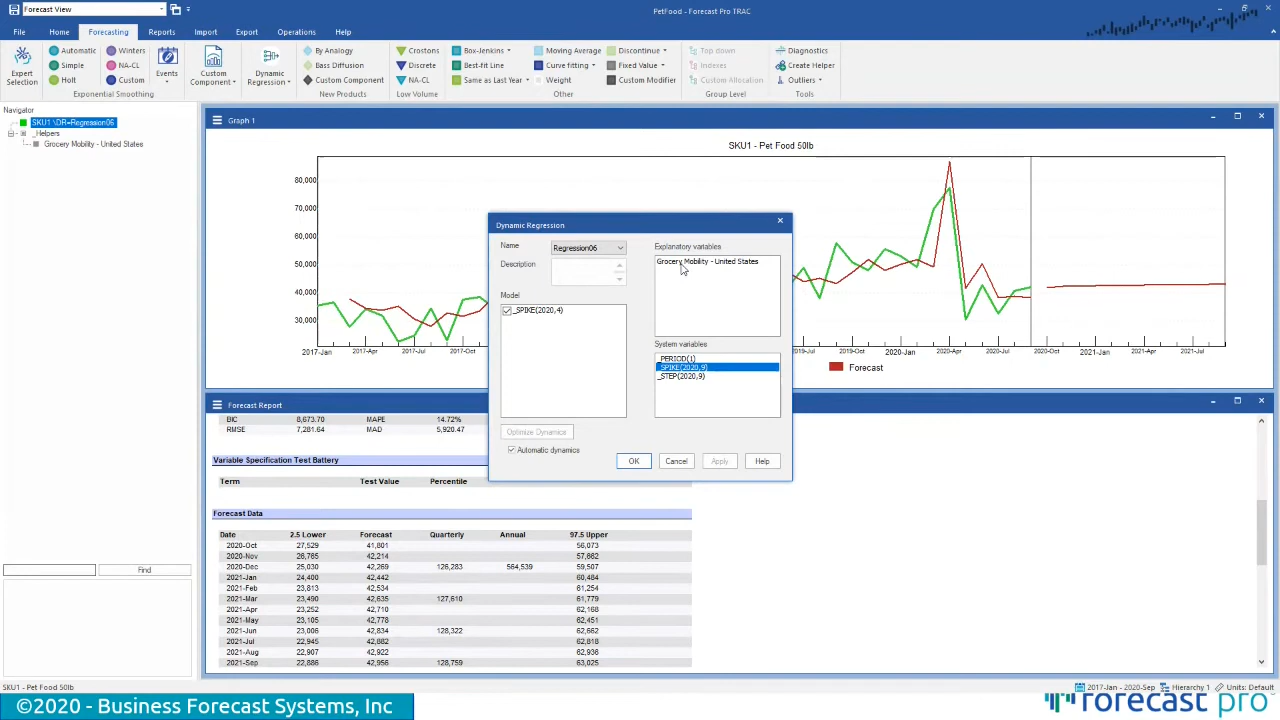 Forecast View
PetFood - Forecast Pro TRAC
File Home Forecasting Reports Import Export Operations Help
Expert Selection
Automatic Winters
Simple NA-CL
Holt Custom
Exponential Smoothing
Events
Custom Component
Dynamic Regression
By Analogy
Bass Diffusion
Custom Component
New Products
Crostons
Discrete
NA-CL
Low Volume
Box-Jenkins Moving Average Discontinue
Best-fit Line Curve fitting Fixed Value
Same as Last Year Weight Custom Modifier
Other
Top down
Indexes
Custom Allocation
Group Level
Diagnostics
Create Helper
Outliers
Tools
Navigator
SKU1 \DR=Regression06
_Helpers
Grocery Mobility - United States
Find
Graph 1
SKU1 - Pet Food 50lb
80,000
70,000
60,000
50,000
40,000
30,000
2017-Jan 2017-Apr 2017-Jul 2017-Oct 2019-Jul 2019-Oct 2020-Jan 2020-Apr 2020-Jul 2020-Oct 2021-Jan 2021-Apr 2021-Jul
Forecast
Dynamic Regression
Name Regression06
Description
Model
_SPIKE(2020,4)
Explanatory variables
Grocery Mobility - United States
System variables
_PERIOD(1)
_SPIKE(2020,9)
_STEP(2020,9)
Optimize Dynamics
Automatic dynamics
OK Cancel Apply Help
Forecast Report
BIC 8,673.70 MAPE 14.72%
RMSE 7,281.64 MAD 5,920.47
Variable Specification Test Battery
Term Test Value Percentile
Forecast Data
Date 2.5 Lower Forecast Quarterly Annual 97.5 Upper
2020-Oct 27,529 41,801 56,073
2020-Nov 26,765 42,214 57,662
2020-Dec 25,030 42,269 126,283 564,539 59,507
2021-Jan 24,400 42,442 60,484
2021-Feb 23,813 42,534 61,254
2021-Mar 23,490 42,635 127,610 61,779
2021-Apr 23,252 42,710 62,168
2021-May 23,105 42,778 62,451
2021-Jun 23,006 42,834 128,322 62,662
2021-Jul 22,945 42,882 62,818
2021-Aug 22,907 42,922 62,936
2021-Sep 22,886 42,956 128,759 63,025
SKU1 - Pet Food 50lb
2017-Jan - 2020-Sep Hierarchy 1 Units: Default
©2020 - Business Forecast Systems, Inc
forecast pro